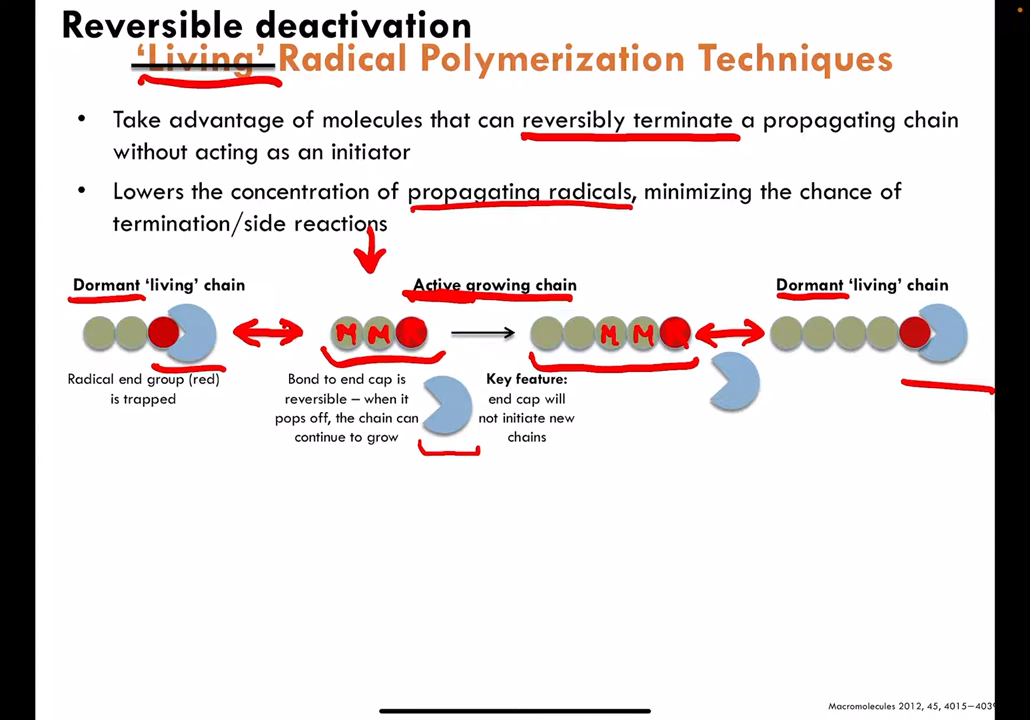 Reversible deactivation
‘Living’ Radical Polymerization Techniques
• Take advantage of molecules that can reversibly terminate a propagating chain
without acting as an initiator
• Lowers the concentration of propagating radicals, minimizing the chance of
termination/side reactions
Dormant ‘living’ chain
Active growing chain
Dormant ‘living’ chain
M M
M M
Radical end group (red)
is trapped
Bond to end cap is
reversible – when it
pops off, the chain can
continue to grow
Key feature:
end cap will
not initiate new
chains
Macromolecules 2012, 45, 4015−4039